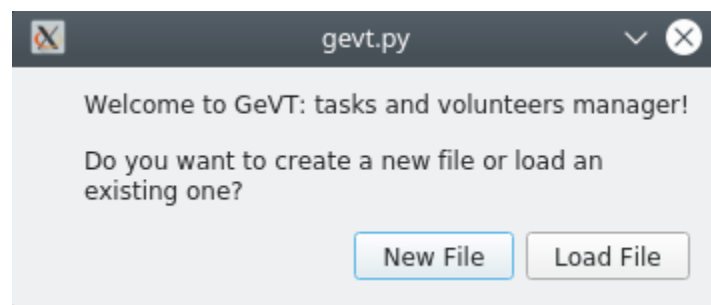 gevt.py
Welcome to GeVT: tasks and volunteers manager!
Do you want to create a new file or load an
existing one?
New File
Load File